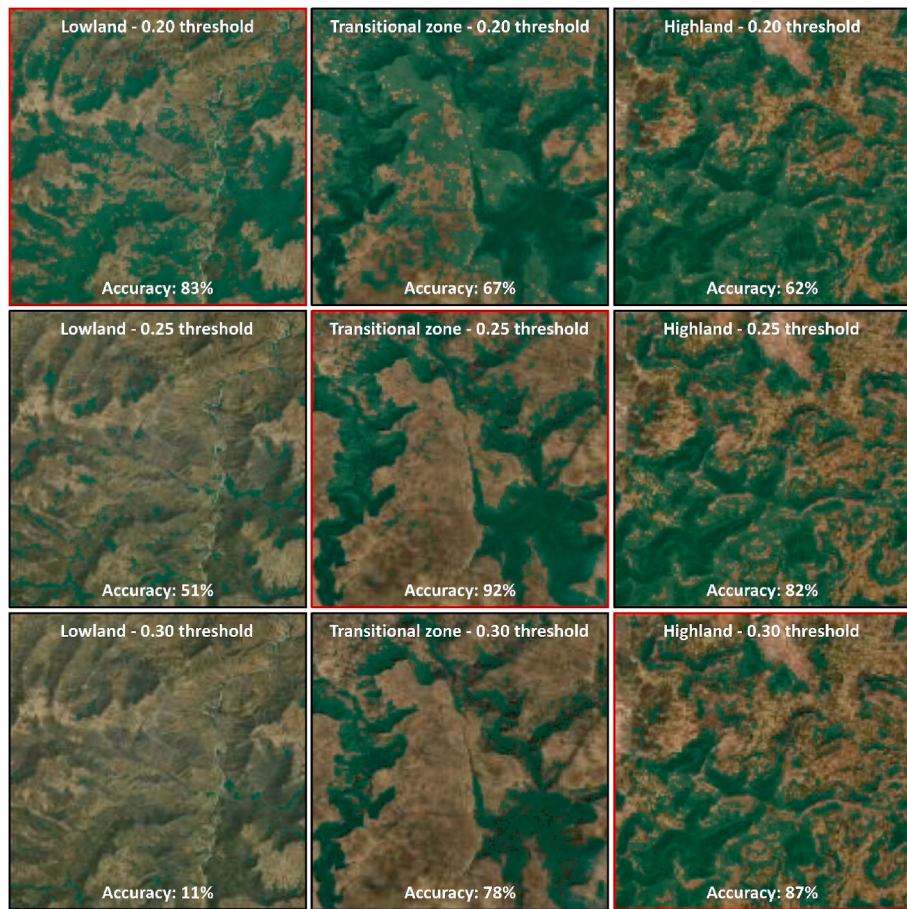 Lowland - 0.20 threshold
Transitional zone - 0.20 threshold
Highland - 0.20 threshold
Accuracy: 83%
Accuracy: 67%
Accuracy: 62%
Lowland - 0.25 threshold
Transitional zone - 0.25 threshold
Highland - 0.25 threshold
Accuracy: 51%
Accuracy: 92%
Accuracy: 82%
Lowland - 0.30 threshold
Transitional zone - 0.30 threshold
Highland - 0.30 threshold
Accuracy: 11%
Accuracy: 78%
Accuracy: 87%